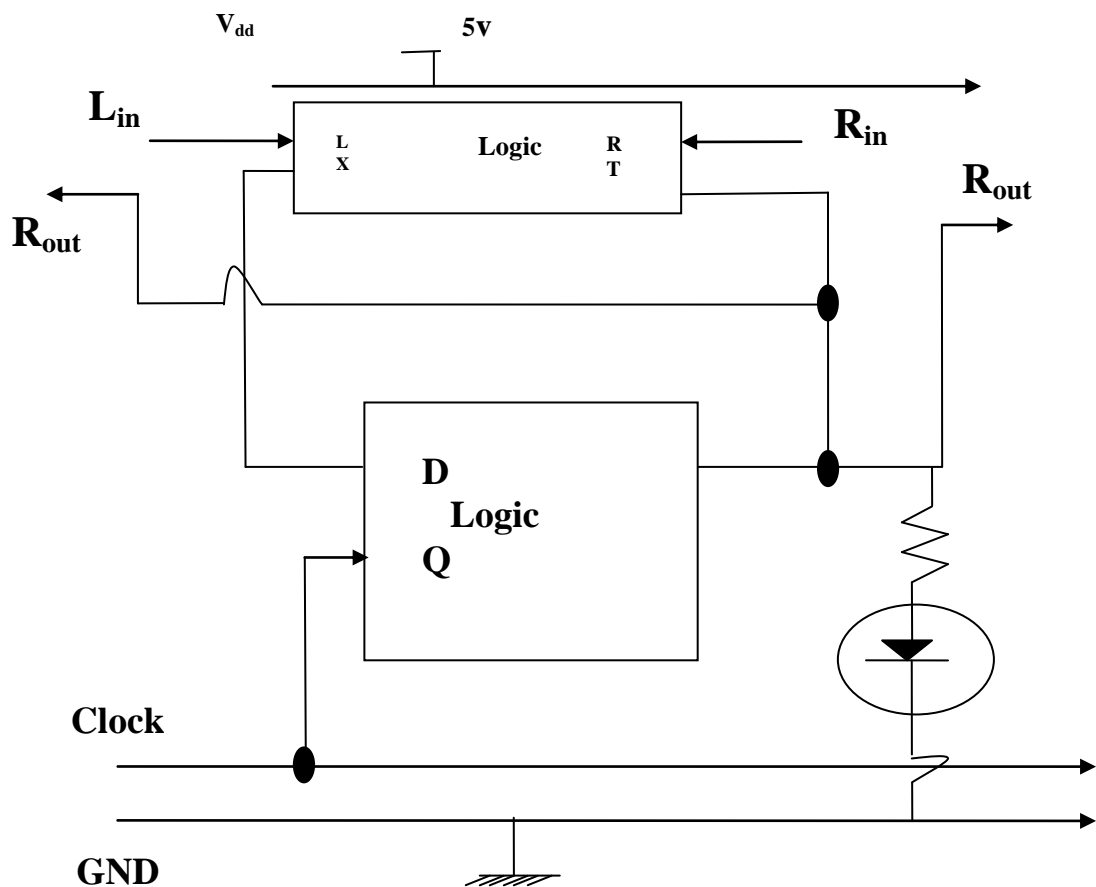 Vdd 5v
Lin
Rin
L Logic R
X T
Rout
Rout
D
Logic
Q
Clock
GND